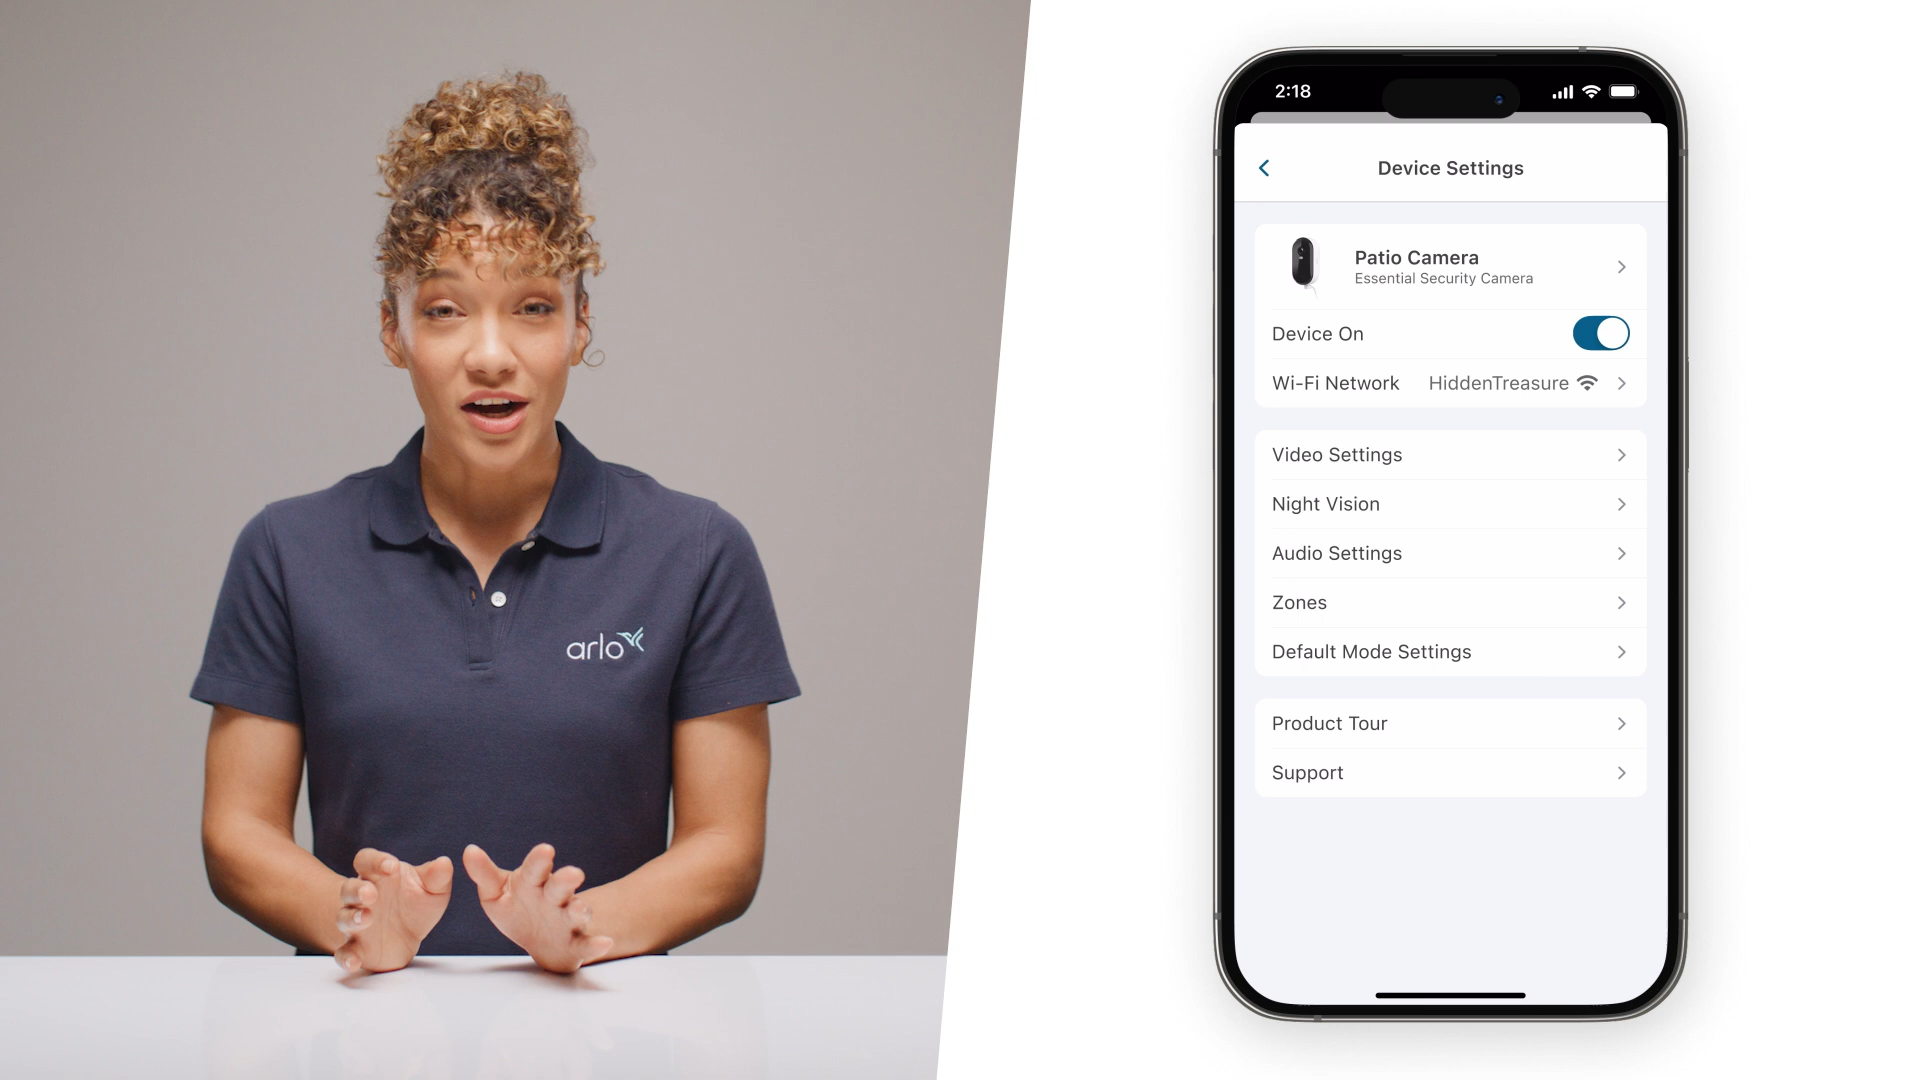 arlo
2:18
Device Settings
Patio Camera
Essential Security Camera
Device On
Wi-Fi Network HiddenTreasure
Video Settings
Night Vision
Audio Settings
Zones
Default Mode Settings
Product Tour
Support